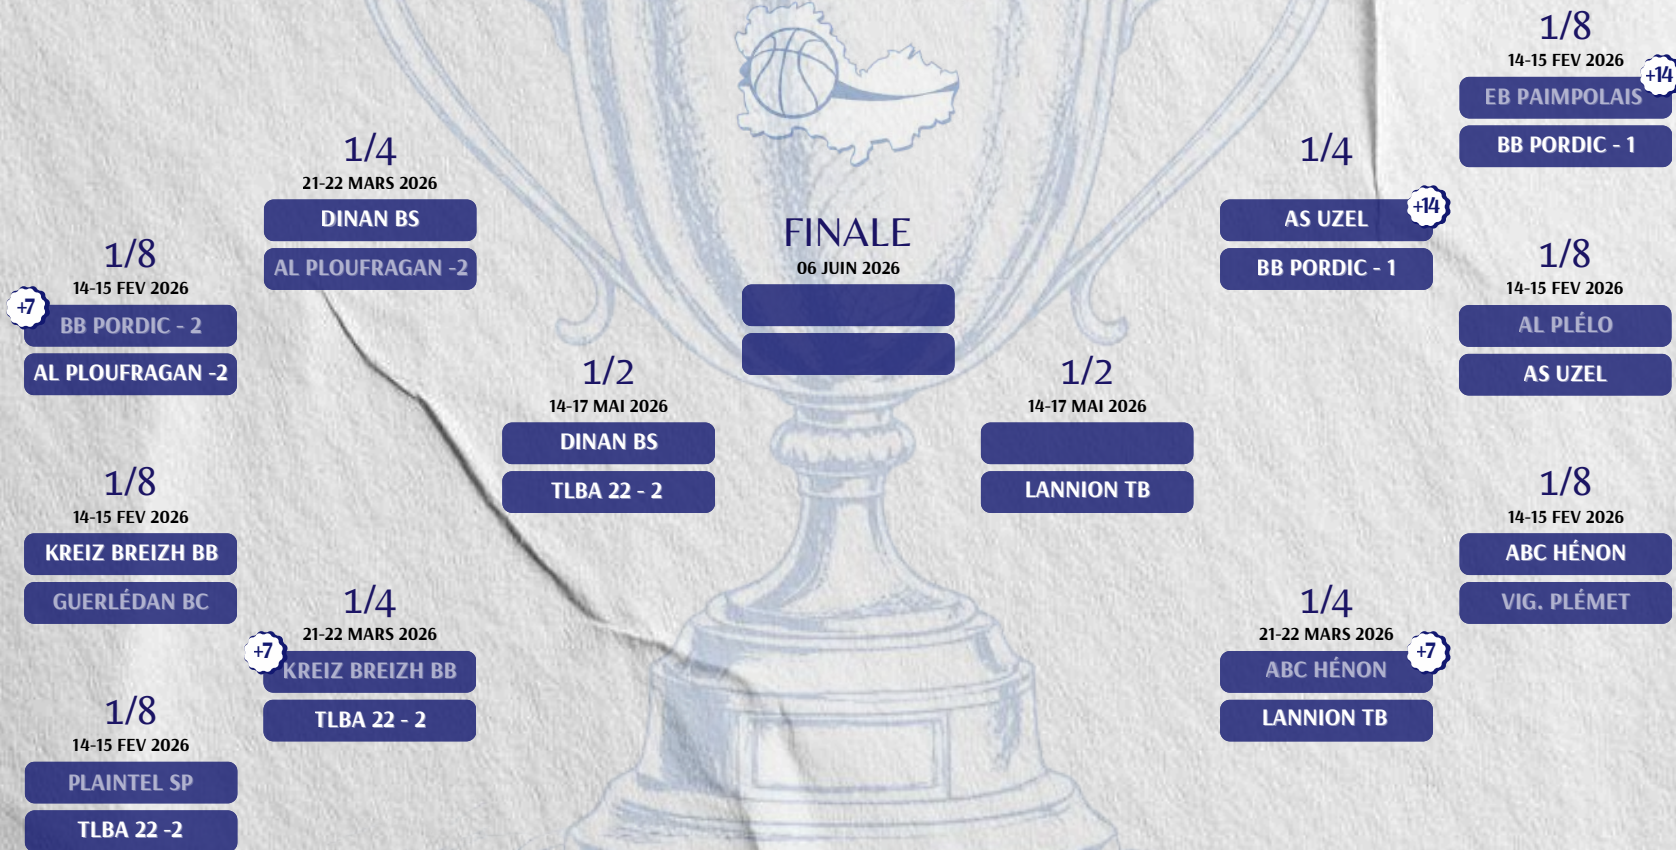 1/8
14-15 FEV 2026
+7
BB PORDIC - 2
AL PLOUFRAGAN -2
1/8
14-15 FEV 2026
KREIZ BREIZH BB
GUERLÉDAN BC
1/8
14-15 FEV 2026
PLAINTEL SP
TLBA 22 -2
1/4
21-22 MARS 2026
DINAN BS
AL PLOUFRAGAN -2
1/4
21-22 MARS 2026
+7
KREIZ BREIZH BB
TLBA 22 - 2
1/2
14-17 MAI 2026
DINAN BS
TLBA 22 - 2
FINALE
06 JUIN 2026
1/2
14-17 MAI 2026
LANNION TB
1/4
AS UZEL
+14
BB PORDIC - 1
1/4
21-22 MARS 2026
ABC HÉNON
+7
LANNION TB
1/8
14-15 FEV 2026
EB PAIMPOLAIS
+14
BB PORDIC - 1
1/8
14-15 FEV 2026
AL PLÉLO
AS UZEL
1/8
14-15 FEV 2026
ABC HÉNON
VIG. PLÉMET